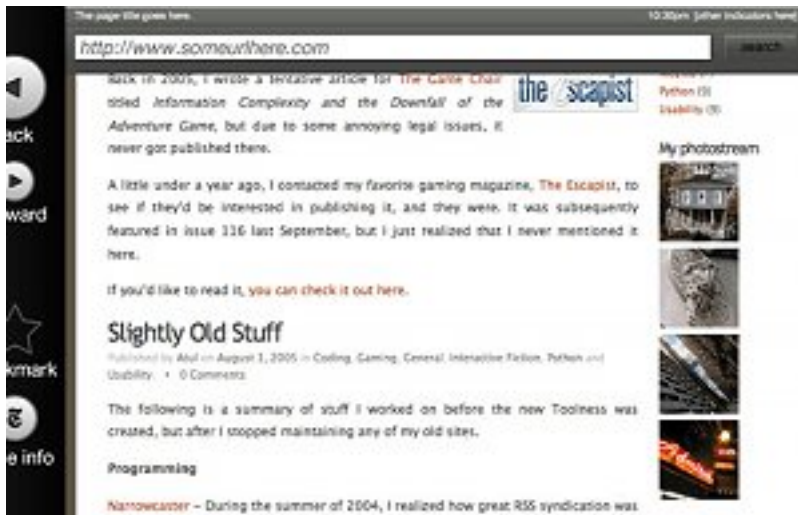 The page title goes here.
10:30pm [other indicators here]
http://www.someurlhere.com
search
ack
ward
kmark
e info
Back in 2005, I wrote a tentative article for The Game Chair
titled Information Complexity and the Downfall of the
Adventure Game, but due to some annoying legal issues, it
never got published there.
the escapist
A little under a year ago, I contacted my favorite gaming magazine, The Escapist, to
see if they'd be interested in publishing it, and they were. It was subsequently
featured in issue 116 last September, but I just realized that I never mentioned it
here.
If you'd like to read it, you can check it out here.
Slightly Old Stuff
Published by Atul on August 1, 2005 in Coding, Gaming, General, Interactive Fiction, Python and
Usability. • 0 Comments
The following is a summary of stuff I worked on before the new Toolness was
created, but after I stopped maintaining any of my old sites.
Programming
Narrowcaster – During the summer of 2004, I realized how great RSS syndication was
Python (9)
Usability (9)
My photostream